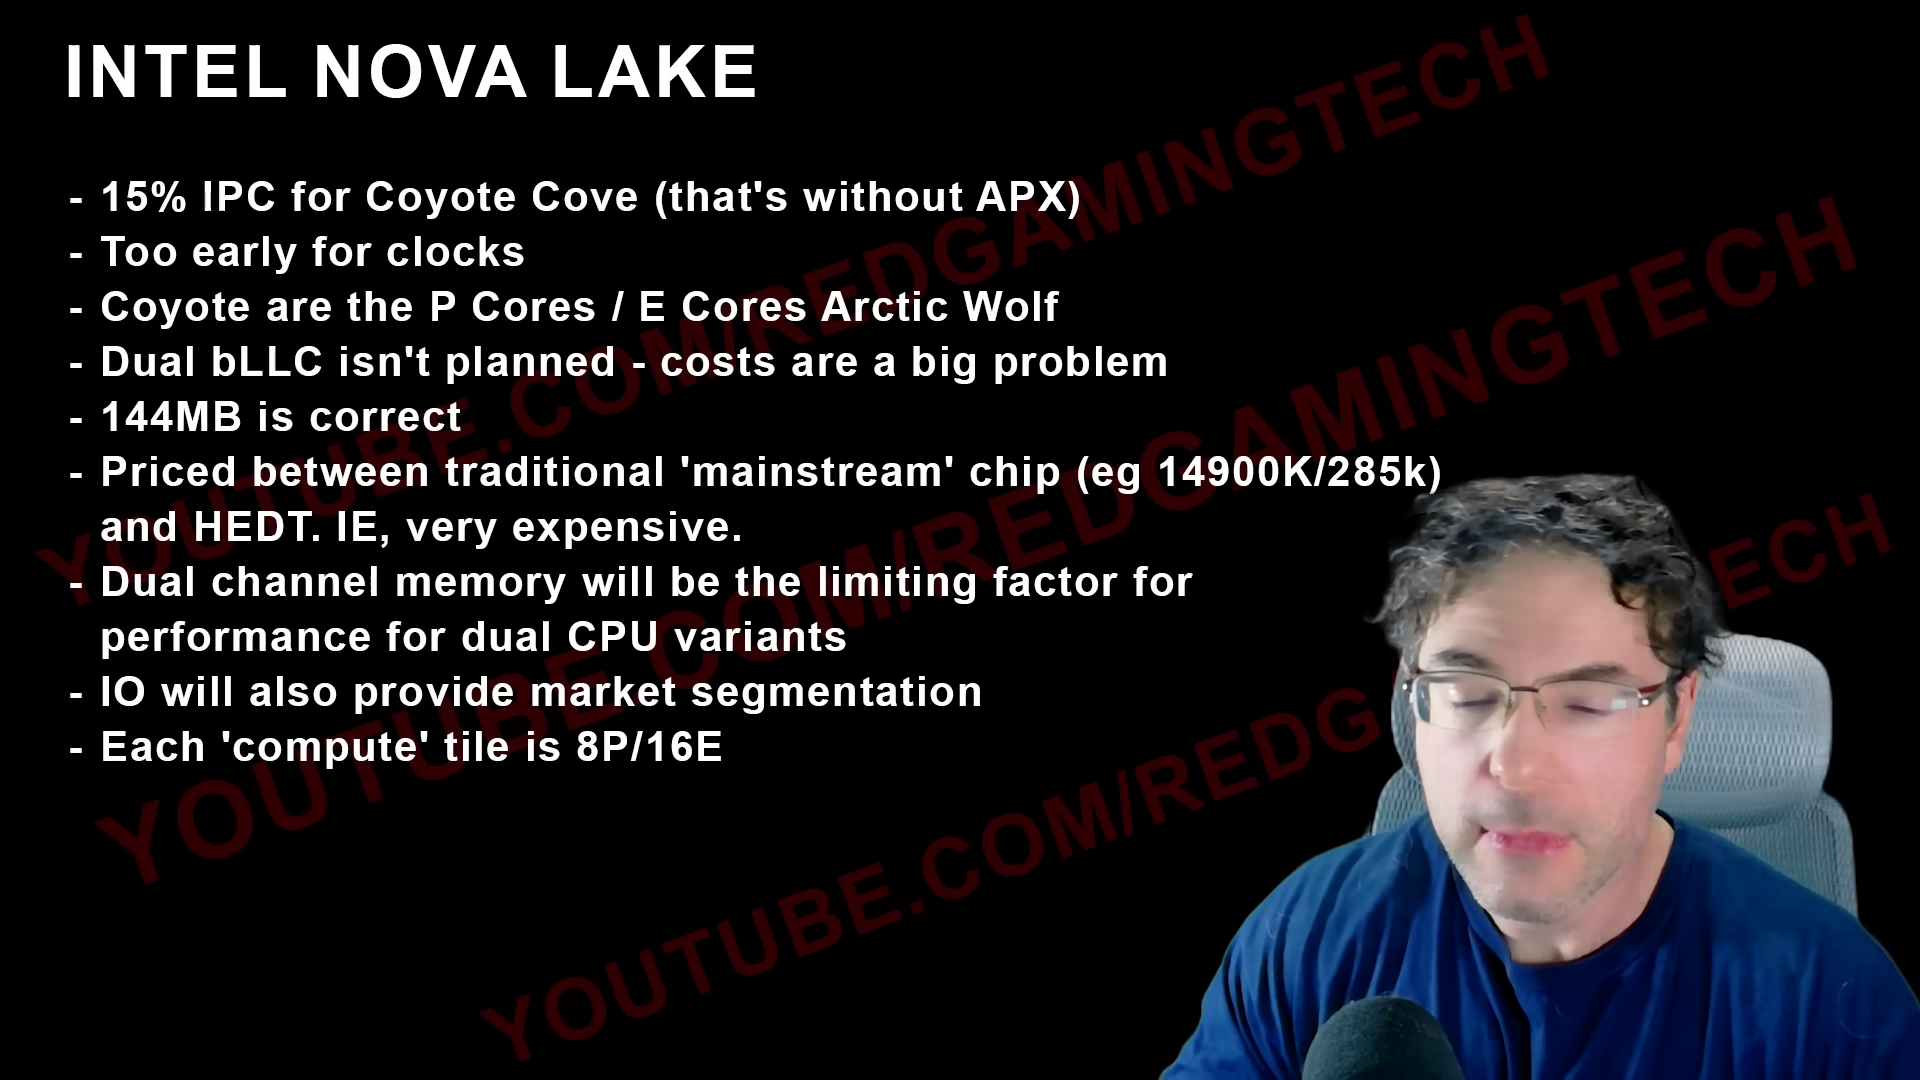 INTEL NOVA LAKE
- 15% IPC for Coyote Cove (that's without APX)
- Too early for clocks
- Coyote are the P Cores / E Cores Arctic Wolf
- Dual bLLC isn't planned - costs are a big problem
- 144MB is correct
- Priced between traditional 'mainstream' chip (eg 14900K/285k)
and HEDT. IE, very expensive.
- Dual channel memory will be the limiting factor for
performance for dual CPU variants
- IO will also provide market segmentation
- Each 'compute' tile is 8P/16E
YOUTUBE.COM/REDGAMINGTECH
YOUTUBE.COM/REDGAMINGTECH
YOUTUBE.COM/REDG TECH